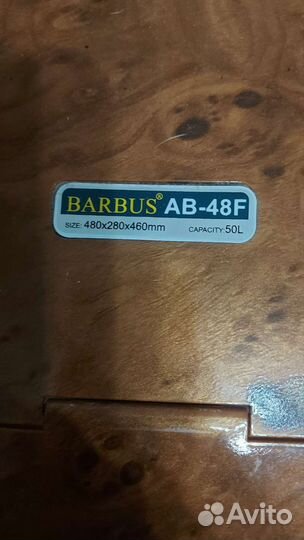 BARBUS® AB-48F
SIZE: 480x280x460mm CAPACITY: 50L
Avito